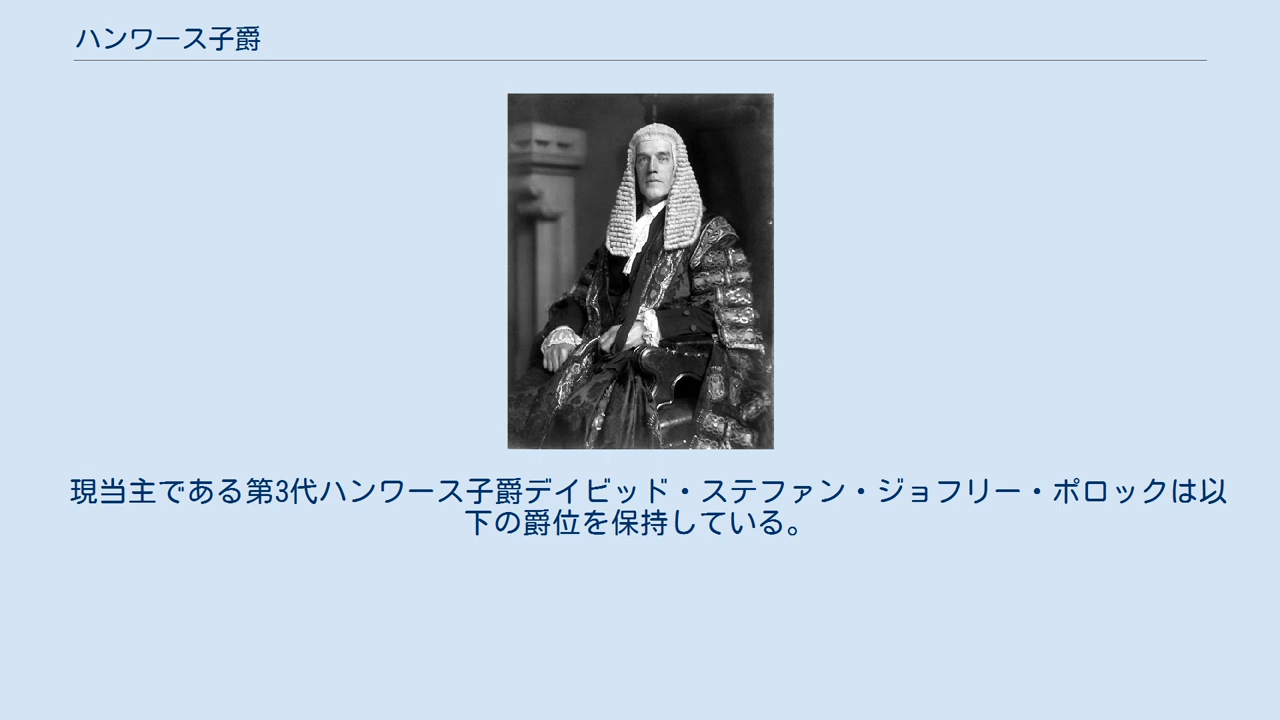 ハンワース子爵
現当主である第3代ハンワース子爵デイビッド・ステファン・ジョフリー・ポロックは以
下の爵位を保持している。